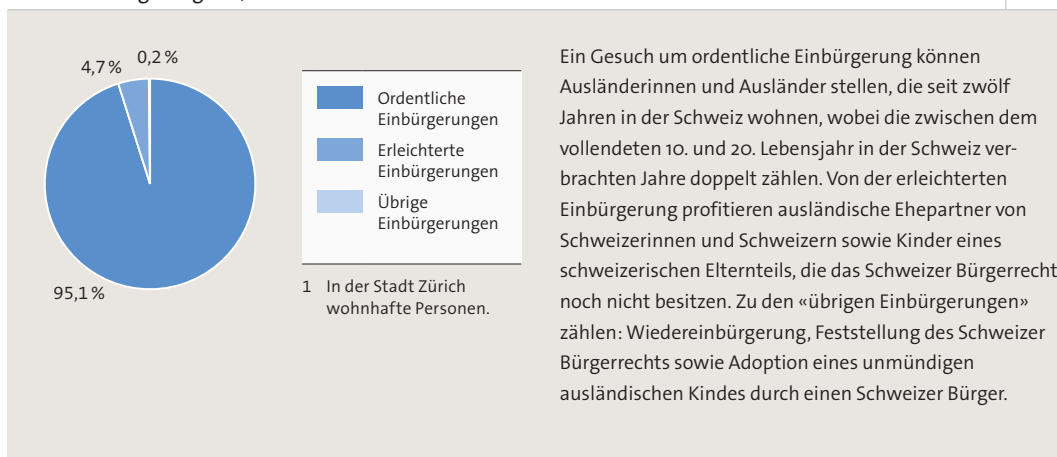 4,7 %
0,2 %
95,1 %
Ordentliche
Einbürgerungen
Erleichterte
Einbürgerungen
Übrige
Einbürgerungen
1 In der Stadt Zürich
wohnhafte Personen.
Ein Gesuch um ordentliche Einbürgerung können
Ausländerinnen und Ausländer stellen, die seit zwölf
Jahren in der Schweiz wohnen, wobei die zwischen dem
vollendeten 10. und 20. Lebensjahr in der Schweiz ver-
brachten Jahre doppelt zählen. Von der erleichterten
Einbürgerung profitieren ausländische Ehepartner von
Schweizerinnen und Schweizern sowie Kinder eines
schweizerischen Elternteils, die das Schweizer Bürgerrecht
noch nicht besitzen. Zu den «übrigen Einbürgerungen»
zählen: Wiedereinbürgerung, Feststellung des Schweizer
Bürgerrechts sowie Adoption eines unmündigen
ausländischen Kindes durch einen Schweizer Bürger.